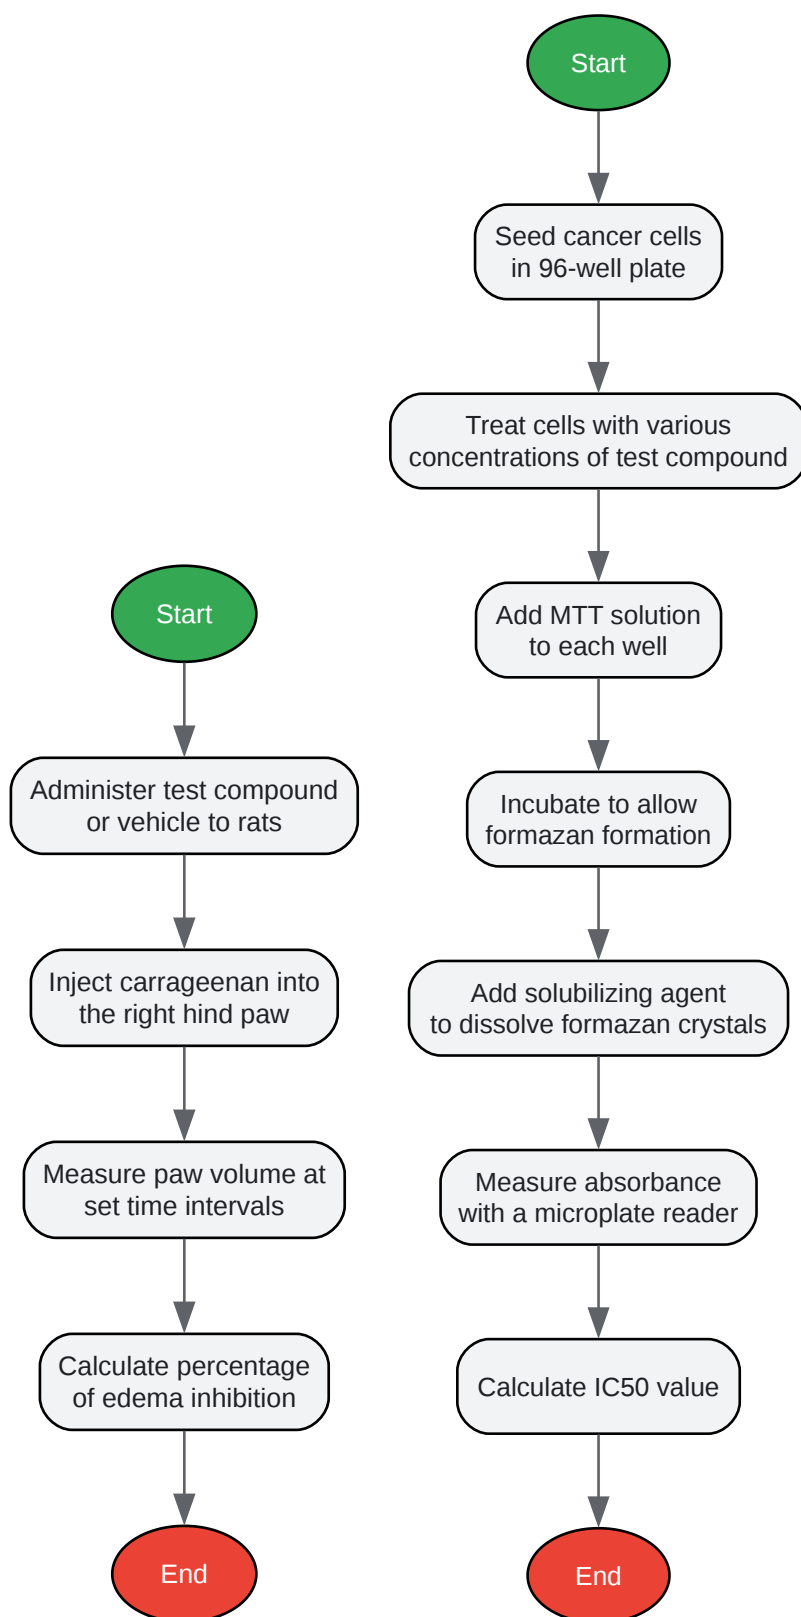 Start
Administer test compound
or vehicle to rats
Inject carrageenan into
the right hind paw
Measure paw volume at
set time intervals
Calculate percentage
of edema inhibition
End
Start
Seed cancer cells
in 96-well plate
Treat cells with various
concentrations of test compound
Add MTT solution
to each well
Incubate to allow
formazan formation
Add solubilizing agent
to dissolve formazan crystals
Measure absorbance
with a microplate reader
Calculate IC50 value
End